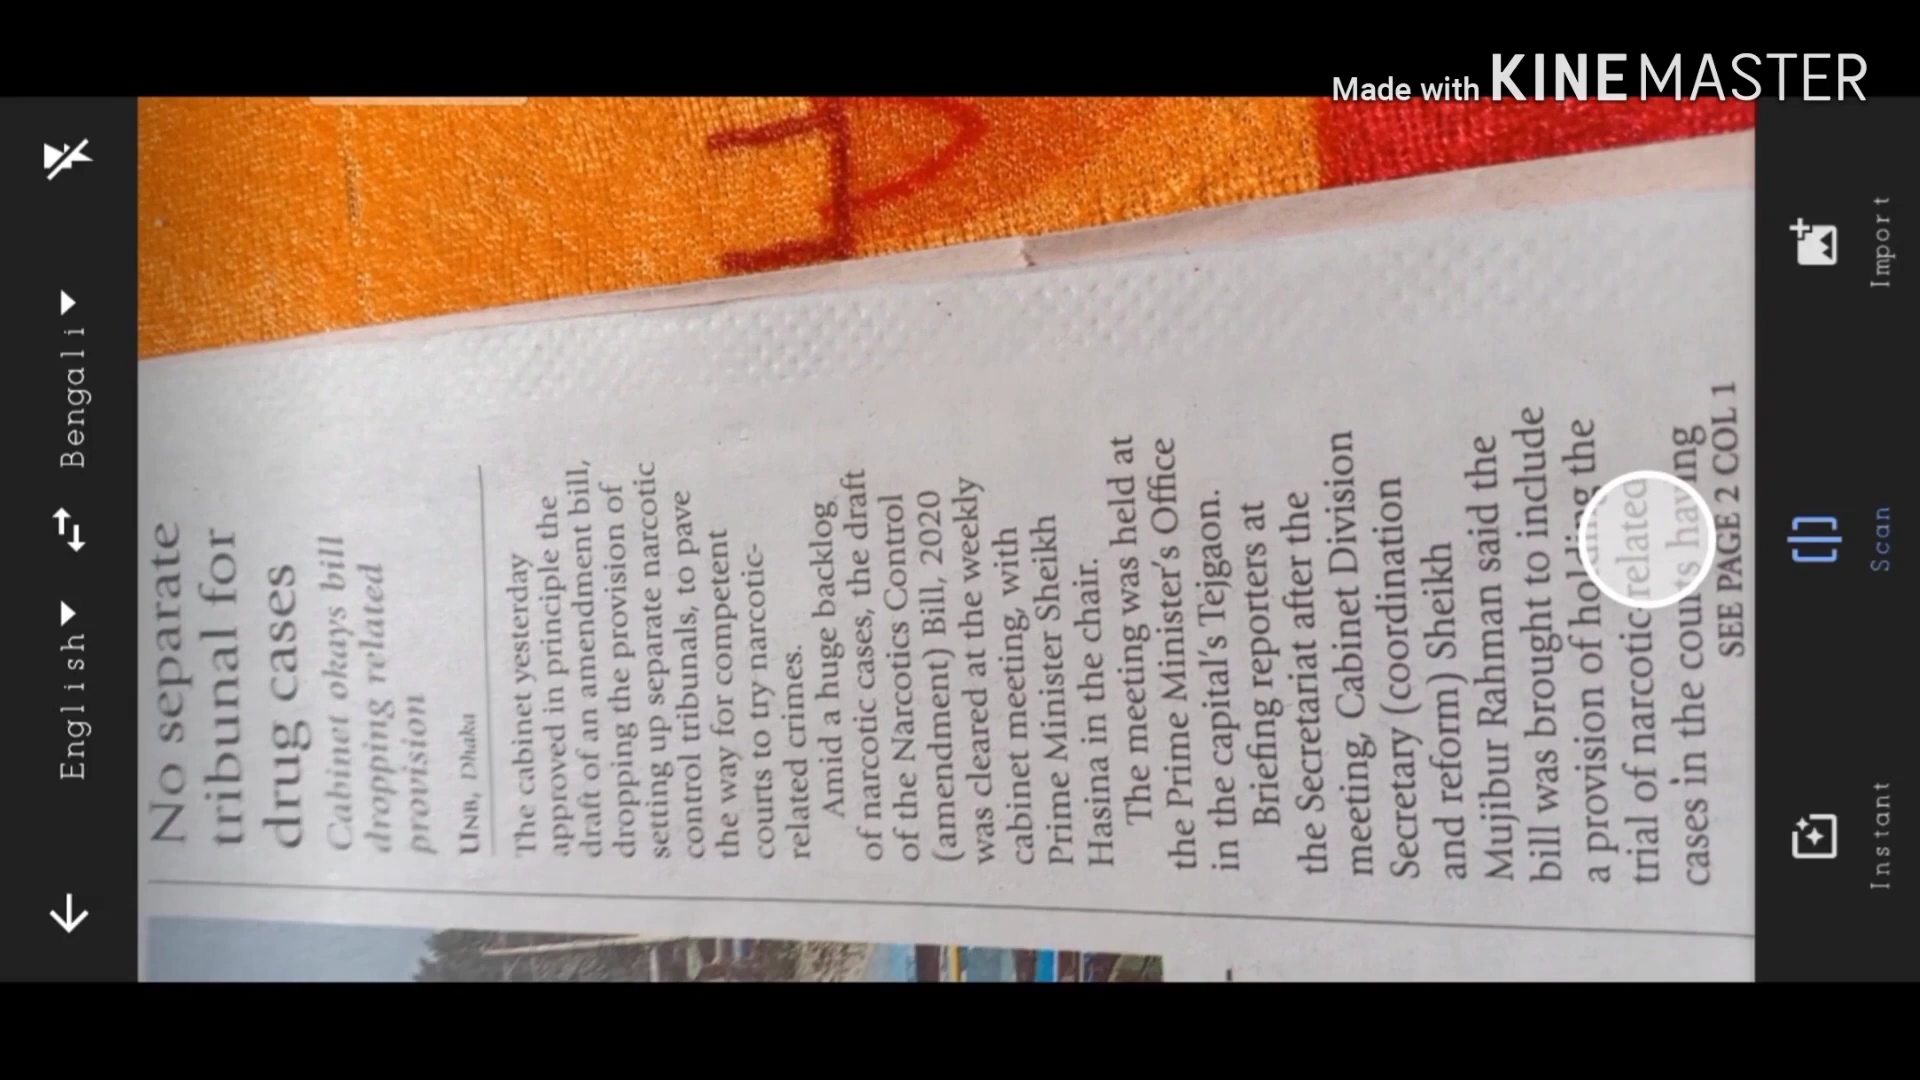 Made with KINEMASTER
English
Bengali
No separate
tribunal for
drug cases
Cabinet okays bill
dropping related
provision
UNB, Dhaka
The cabinet yesterday
approved in principle the
draft of an amendment bill,
dropping the provision of
setting up separate narcotic
control tribunals, to pave
the way for competent
courts to try narcotic-
related crimes.
Amid a huge backlog
of narcotic cases, the draft
of the Narcotics Control
(amendment) Bill, 2020
was cleared at the weekly
cabinet meeting, with
Prime Minister Sheikh
Hasina in the chair.
The meeting was held at
the Prime Minister's Office
in the capital's Tejgaon.
Briefing reporters at
the Secretariat after the
meeting, Cabinet Division
Secretary (coordination
and reform) Sheikh
Mujibur Rahman said the
bill was brought to include
a provision of holding the
trial of narcotic related
cases in the courts having
SEE PAGE 2 COL 1
Instant
Scan
Import